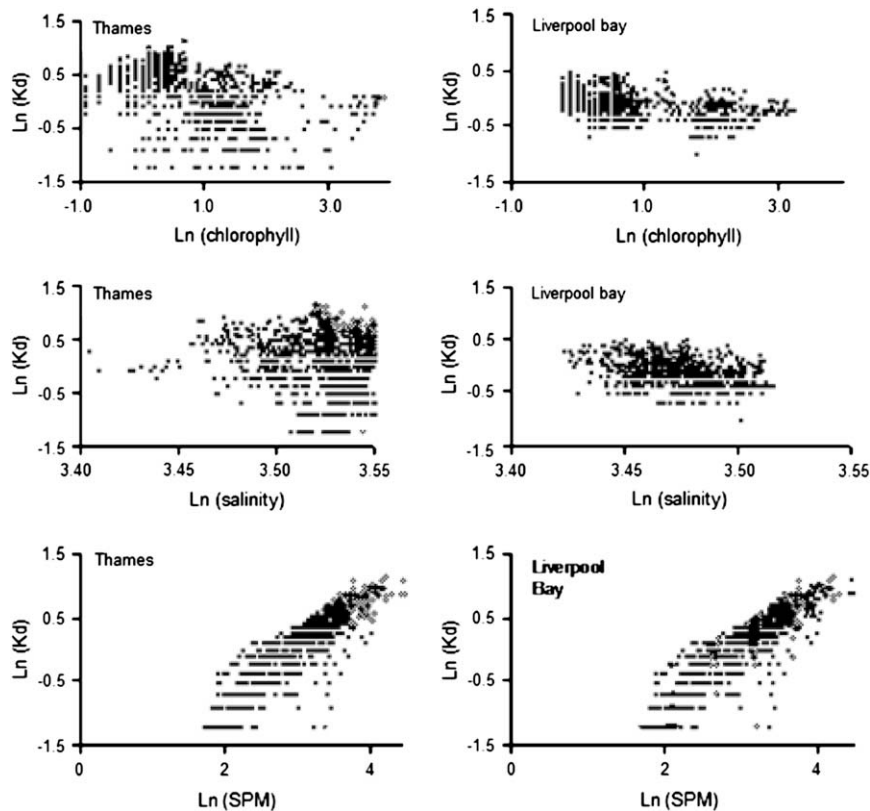 Thames
1.5
0.5
-0.5
1.5
Ln (Kd)
-1.0
1.0
3.0
Ln (chlorophyll)
Liverpool bay
1.5
0.5
-0.5
-1.5
Ln (Kd)
-1.0
1.0
3.0
Ln (chlorophyll)
Thames
1.5
0.5
-0.5
-1.5
Ln (Kd)
3.40
3.45
3.50
3.55
Ln (salinity)
Liverpool bay
1.5
0.5
-0.5
-1.5
Ln (Kd)
3.40
3.45
3.50
3.55
Ln (salinity)
Thames
1.5
0.5
-0.5
-1.5
Ln (Kd)
0
2
4
Ln (SPM)
Liverpool
Bay
1.5
0.5
-0.5
-1.5
Ln (Kd)
0
2
4
Ln (SPM)